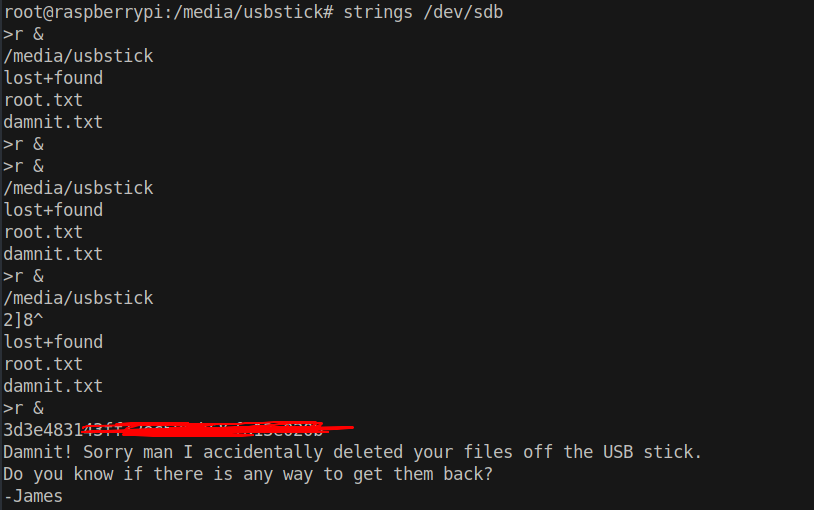 root@raspberrypi:/media/usbstick# strings /dev/sdb
>r &
/media/usbstick
lost+found
root.txt
damnit.txt
>r &
>r &
/media/usbstick
lost+found
root.txt
damnit.txt
>r &
/media/usbstick
2]8^
lost+found
root.txt
damnit.txt
>r &
Damnit! Sorry man I accidentally deleted your files off the USB stick.
Do you know if there is any way to get them back?
-James